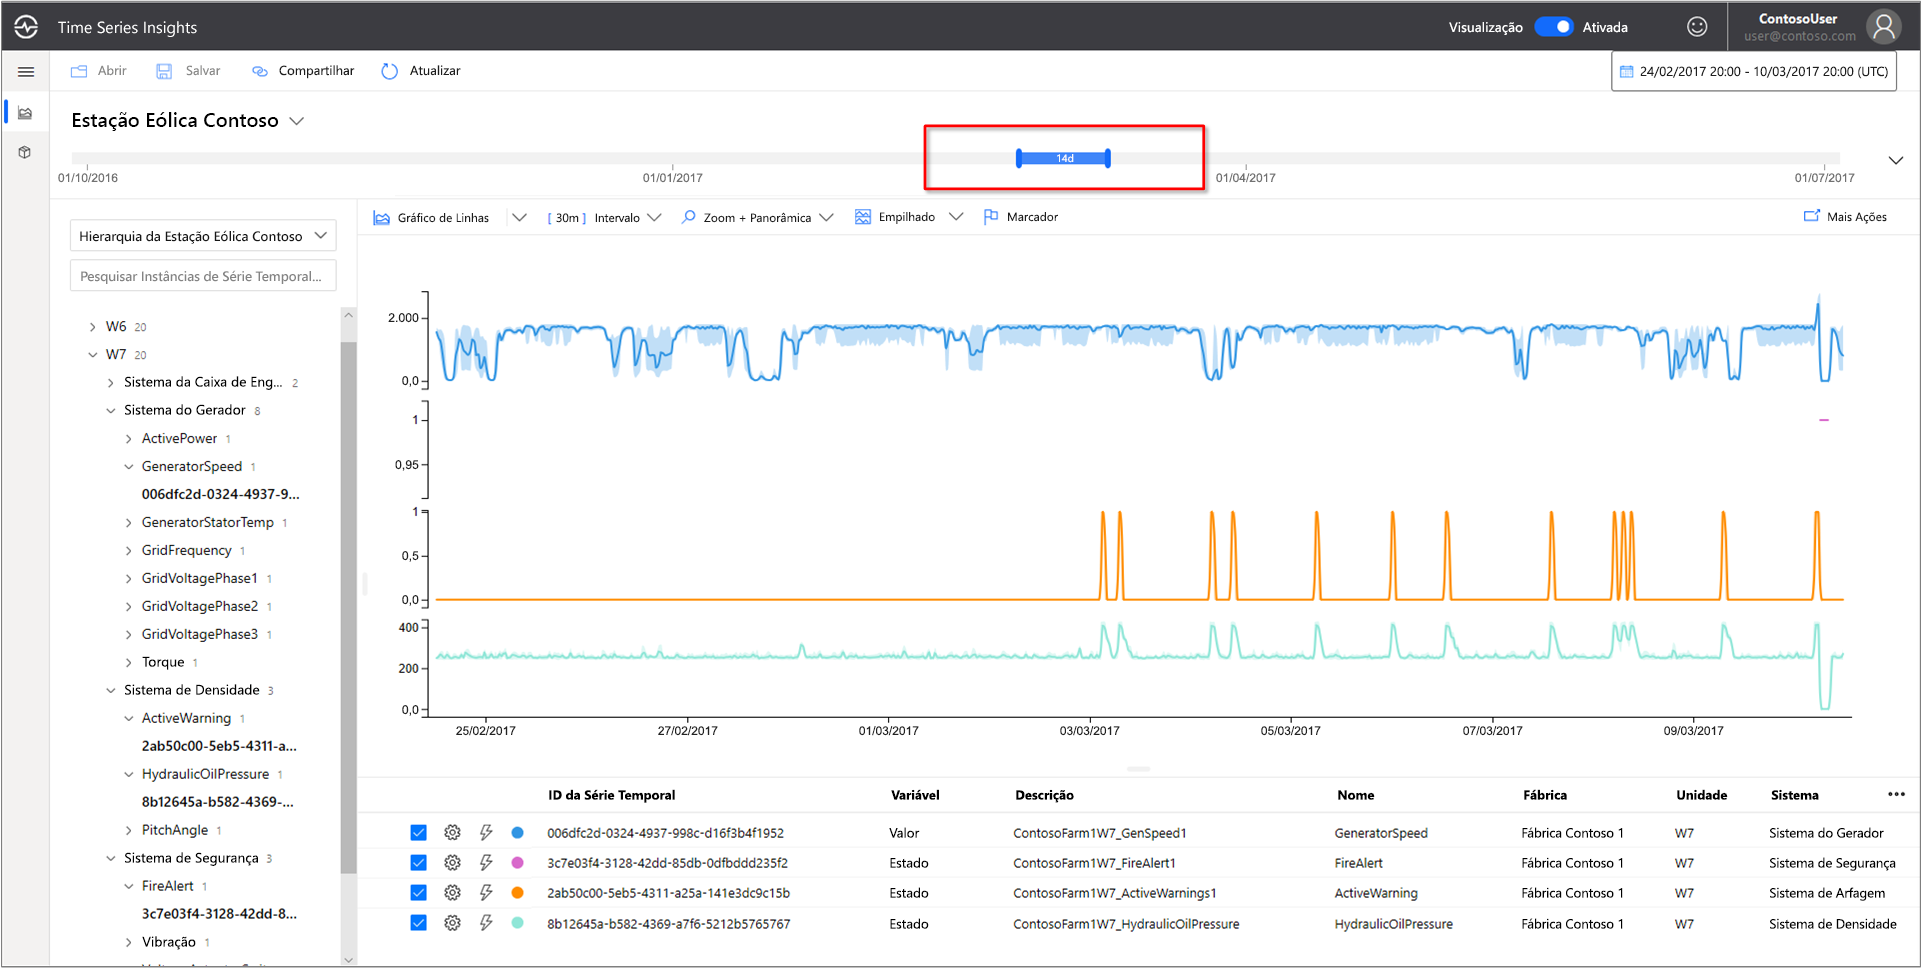 Time Series Insights
Visualização Ativada
ContosoUser
user@contoso.com
Abrir Salvar Compartilhar Atualizar
24/02/2017 20:00 - 10/03/2017 20:00 (UTC)
Estação Eólica Contoso
14d
01/10/2016 01/01/2017 01/04/2017 01/07/2017
Hierarquia da Estação Eólica Contoso
Pesquisar Instâncias de Série Temporal...
W6 20
W7 20
Sistema da Caixa de Eng... 2
Sistema do Gerador 8
ActivePower 1
GeneratorSpeed 1
006dfc2d-0324-4937-9...
GeneratorStatorTemp 1
GridFrequency 1
GridVoltagePhase1 1
GridVoltagePhase2 1
GridVoltagePhase3 1
Torque 1
Sistema de Densidade 3
ActiveWarning 1
2ab50c00-5eb5-4311-a...
HydraulicOilPressure 1
8b12645a-b582-4369-...
PitchAngle 1
Sistema de Segurança 3
FireAlert 1
3c7e03f4-3128-42dd-8...
Vibração 1
Gráfico de Linhas [ 30m ] Intervalo Zoom + Panorâmica Empilhado Marcador Mais Ações
2.000
0,0
1
0,95
1
0,5
0,0
400
200
0,0
25/02/2017 27/02/2017 01/03/2017 03/03/2017 05/03/2017 07/03/2017 09/03/2017
ID da Série Temporal Variável Descrição Nome Fábrica Unidade Sistema
006dfc2d-0324-4937-998c-d16f3b4f1952 Valor ContosoFarm1W7_GenSpeed1 GeneratorSpeed Fábrica Contoso 1 W7 Sistema do Gerador
3c7e03f4-3128-42dd-85db-0dfbddd235f2 Estado ContosoFarm1W7_FireAlert1 FireAlert Fábrica Contoso 1 W7 Sistema de Segurança
2ab50c00-5eb5-4311-a25a-141e3dc9c15b Estado ContosoFarm1W7_ActiveWarnings1 ActiveWarning Fábrica Contoso 1 W7 Sistema de Arfagem
8b12645a-b582-4369-a7f6-5212b5765767 Estado ContosoFarm1W7_HydraulicOilPressure HydraulicOilPressure Fábrica Contoso 1 W7 Sistema de Densidade